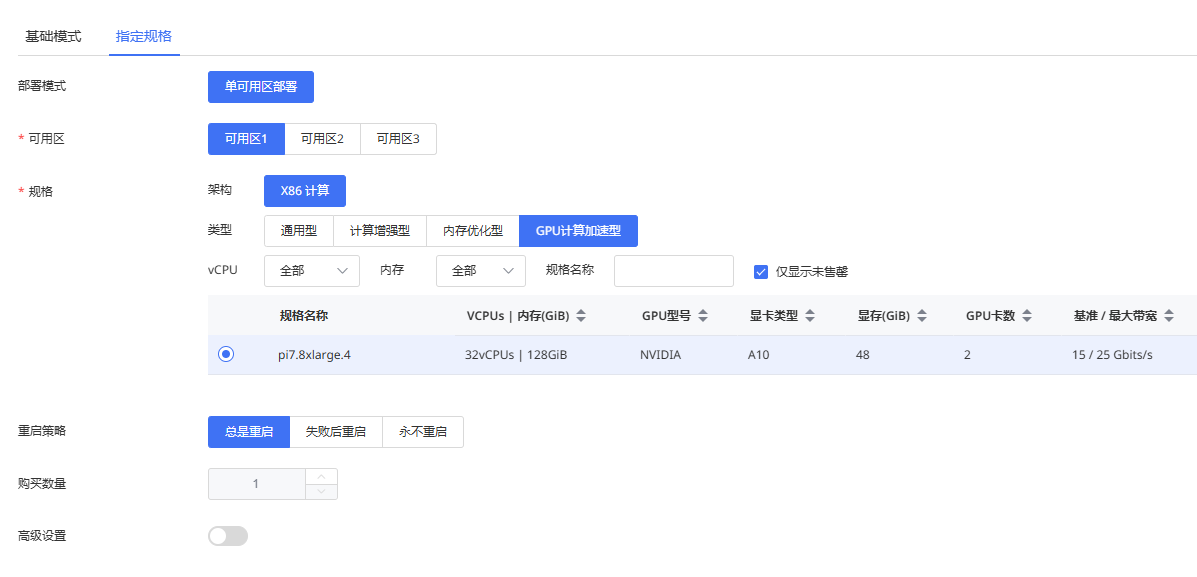 基础模式 指定规格
部署模式 单可用区部署
* 可用区 可用区1 可用区2 可用区3
* 规格 架构 X86 计算
类型 通用型 计算增强型 内存优化型 GPU计算加速型
vCPU 全部 内存 全部 规格名称 仅显示未售罄
规格名称 VCPUs | 内存(GiB) GPU型号 显卡类型 显存(GiB) GPU卡数 基准 / 最大带宽
pi7.8xlarge.4 32vCPUs | 128GiB NVIDIA A10 48 2 15 / 25 Gbits/s
重启策略 总是重启 失败后重启 永不重启
购买数量 1
高级设置